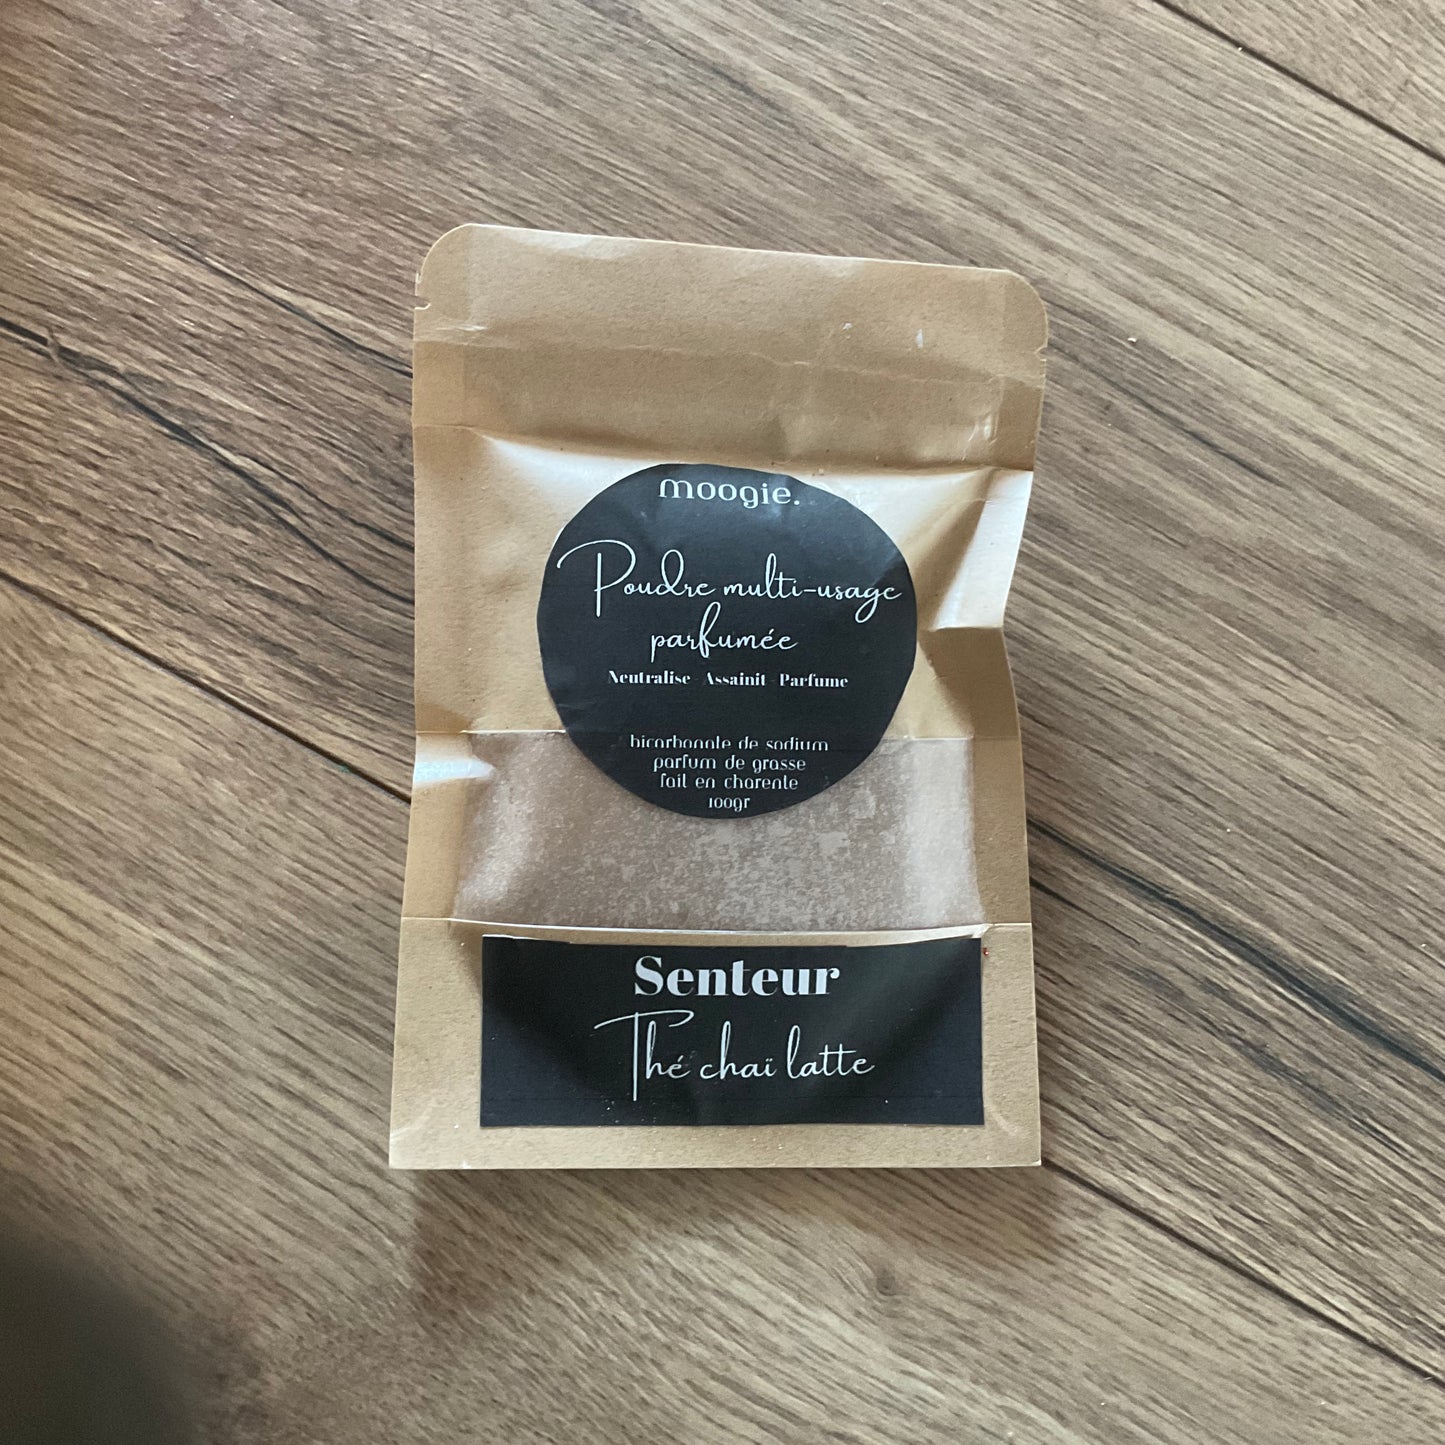 moogie.
Poudre multi-usage
parfumée
Neutralise Assainit Parfume
bicarbonate de sodium
parfum de grasse
fait en charente
100gr
Senteur
Thé chaï latte